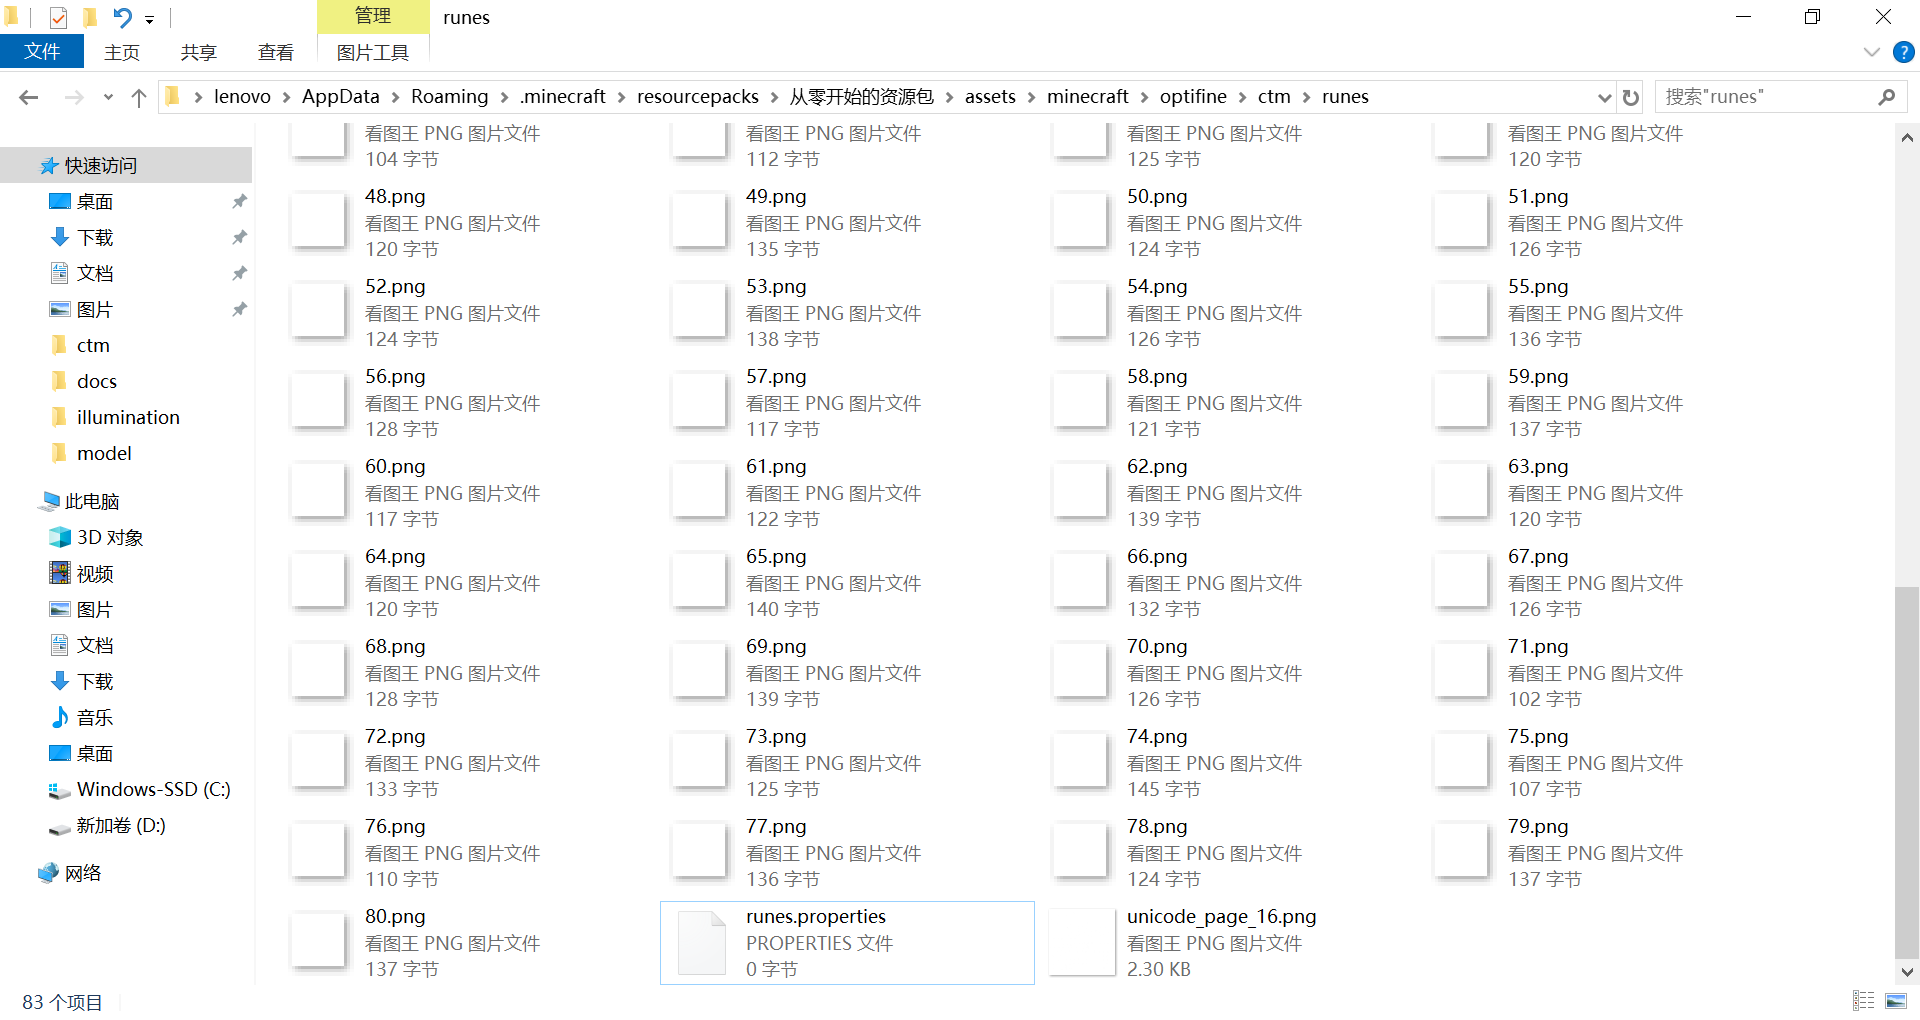 管理
runes
文件
主页
共享
查看
图片工具
lenovo
AppData
Roaming
.minecraft
resourcepacks
从零开始的资源包
assets
minecraft
optifine
ctm
runes
搜索"runes"
快速访问
桌面
下载
文档
图片
ctm
docs
illumination
model
此电脑
3D 对象
视频
图片
文档
下载
音乐
桌面
Windows-SSD (C:)
新加卷 (D:)
网络
看图王 PNG 图片文件
104 字节
看图王 PNG 图片文件
112 字节
看图王 PNG 图片文件
125 字节
看图王 PNG 图片文件
120 字节
48.png
看图王 PNG 图片文件
120 字节
49.png
看图王 PNG 图片文件
135 字节
50.png
看图王 PNG 图片文件
124 字节
51.png
看图王 PNG 图片文件
126 字节
52.png
看图王 PNG 图片文件
124 字节
53.png
看图王 PNG 图片文件
138 字节
54.png
看图王 PNG 图片文件
126 字节
55.png
看图王 PNG 图片文件
136 字节
56.png
看图王 PNG 图片文件
128 字节
57.png
看图王 PNG 图片文件
117 字节
58.png
看图王 PNG 图片文件
121 字节
59.png
看图王 PNG 图片文件
137 字节
60.png
看图王 PNG 图片文件
117 字节
61.png
看图王 PNG 图片文件
122 字节
62.png
看图王 PNG 图片文件
139 字节
63.png
看图王 PNG 图片文件
120 字节
64.png
看图王 PNG 图片文件
120 字节
65.png
看图王 PNG 图片文件
140 字节
66.png
看图王 PNG 图片文件
132 字节
67.png
看图王 PNG 图片文件
126 字节
68.png
看图王 PNG 图片文件
128 字节
69.png
看图王 PNG 图片文件
139 字节
70.png
看图王 PNG 图片文件
126 字节
71.png
看图王 PNG 图片文件
102 字节
72.png
看图王 PNG 图片文件
133 字节
73.png
看图王 PNG 图片文件
125 字节
74.png
看图王 PNG 图片文件
145 字节
75.png
看图王 PNG 图片文件
107 字节
76.png
看图王 PNG 图片文件
110 字节
77.png
看图王 PNG 图片文件
136 字节
78.png
看图王 PNG 图片文件
124 字节
79.png
看图王 PNG 图片文件
137 字节
80.png
看图王 PNG 图片文件
137 字节
runes.properties
PROPERTIES 文件
0 字节
unicode_page_16.png
看图王 PNG 图片文件
2.30 KB
83 个项目